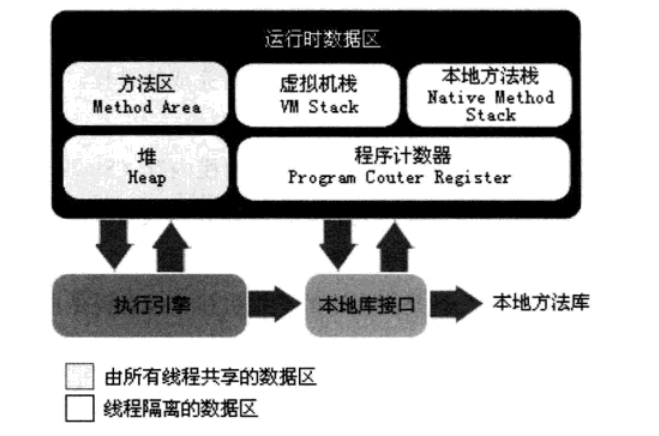 运行时数据区
方法区
Method Area
虚拟机栈
VM Stack
本地方法栈
Native Method
Stack
堆
Heap
程序计数器
Program Couter Register
执行引擎
本地库接口
本地方法库
由所有线程共享的数据区
线程隔离的数据区